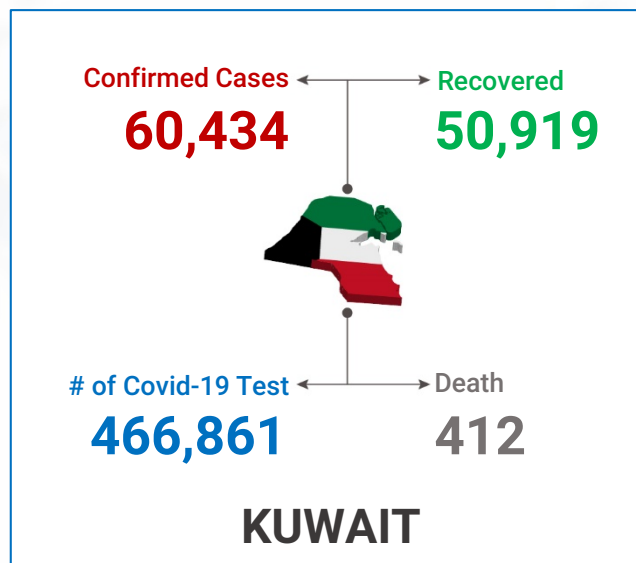 Confirmed Cases
60,434
Recovered
50,919
# of Covid-19 Test
466,861
Death
412
KUWAIT